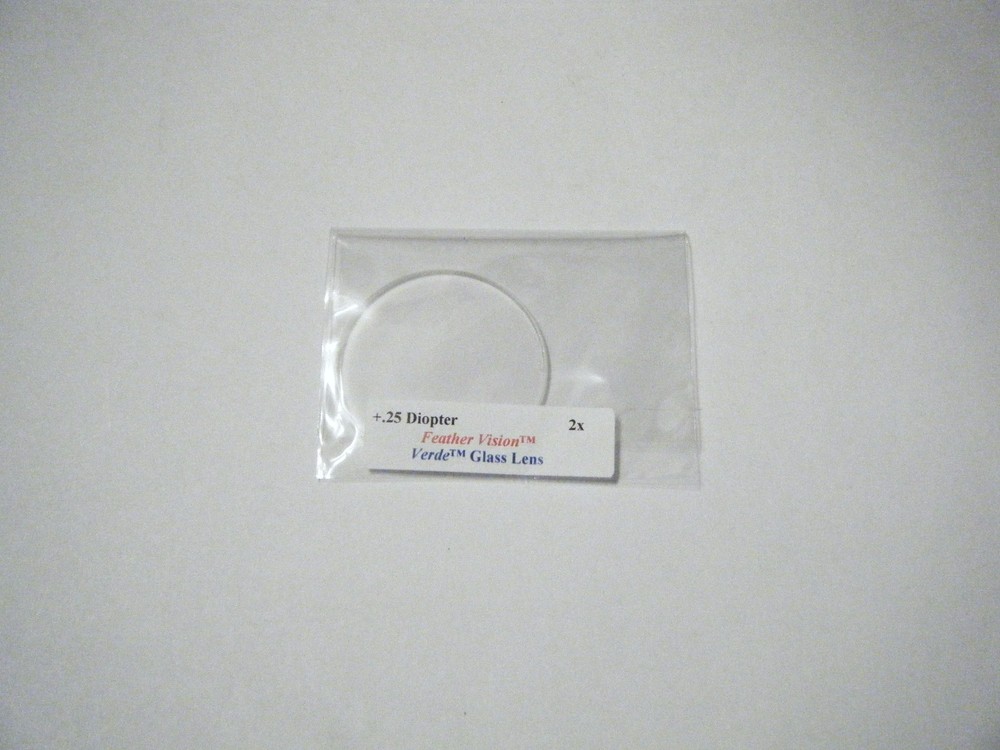 +.25 Diopter 2x
Feather Vision™
Verde™ Glass Lens